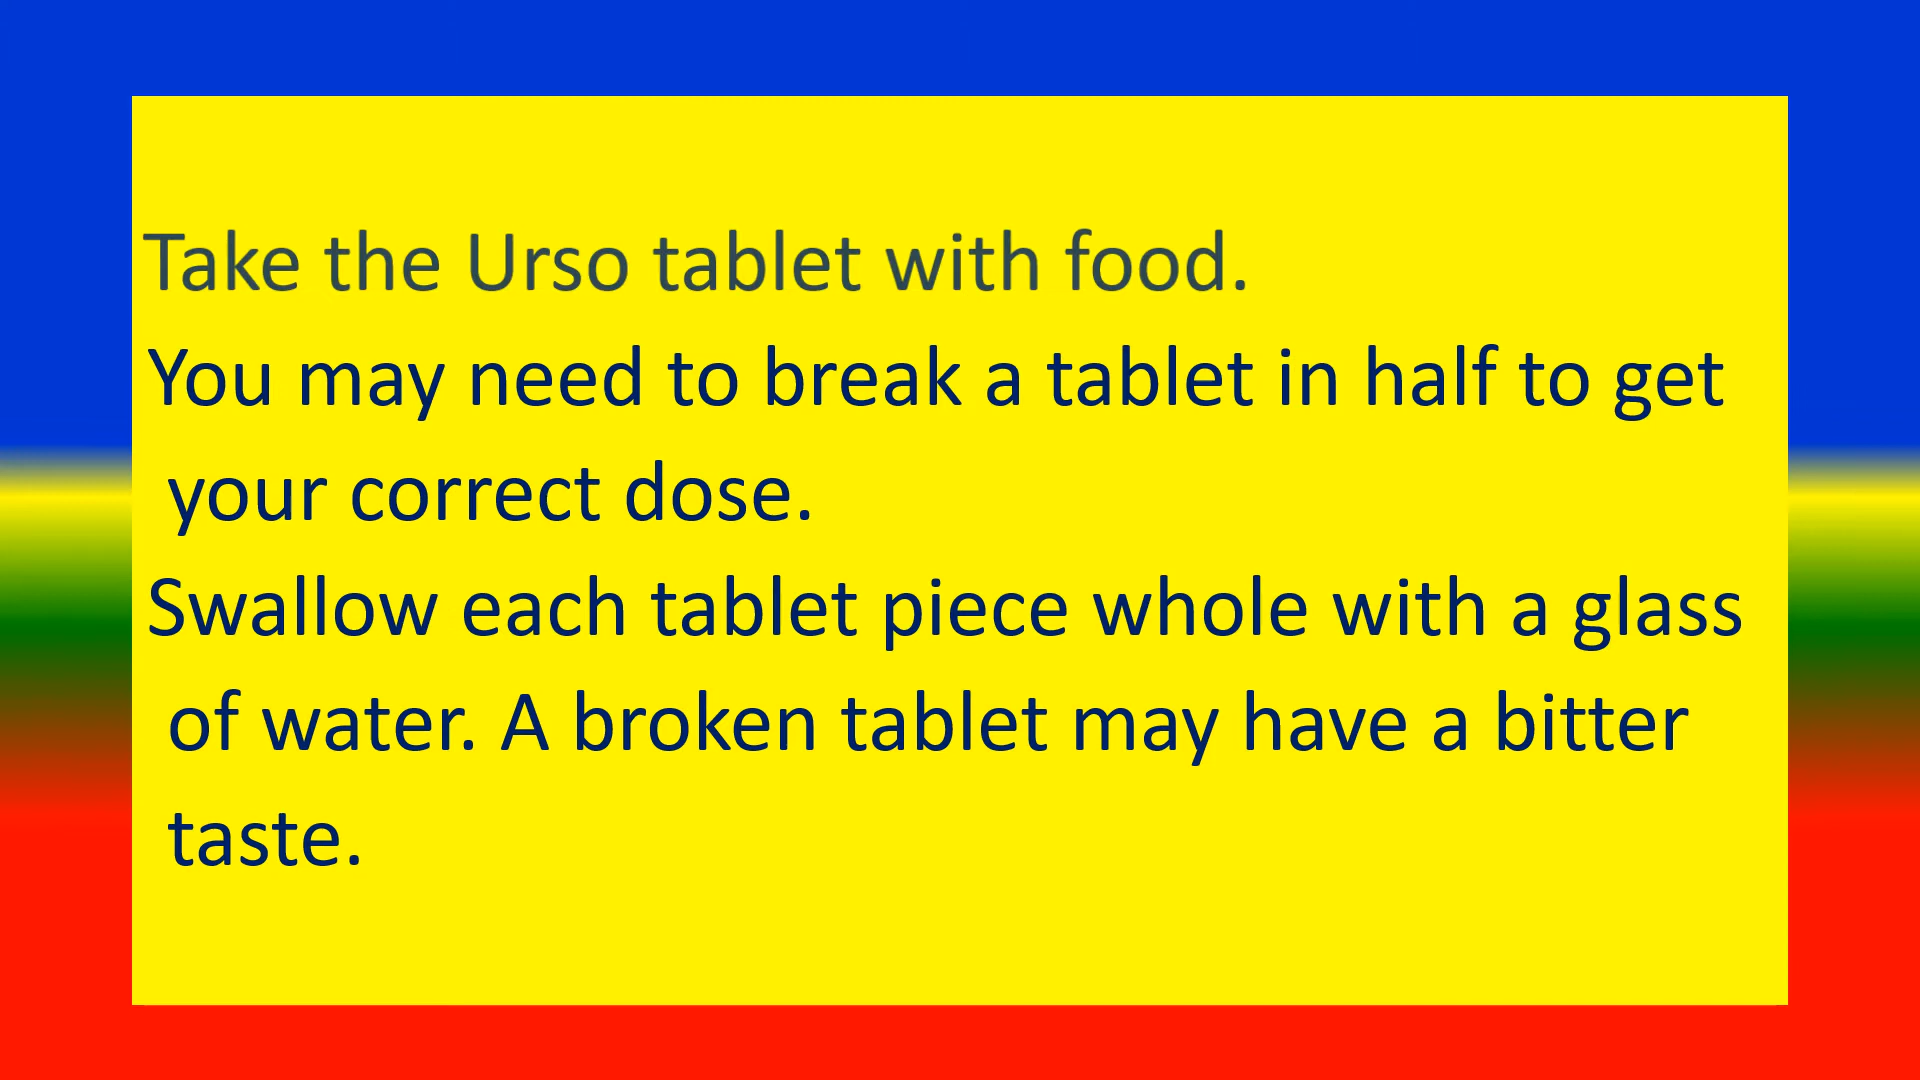 Take the Urso tablet with food.
You may need to break a tablet in half to get
your correct dose.
Swallow each tablet piece whole with a glass
of water. A broken tablet may have a bitter
taste.